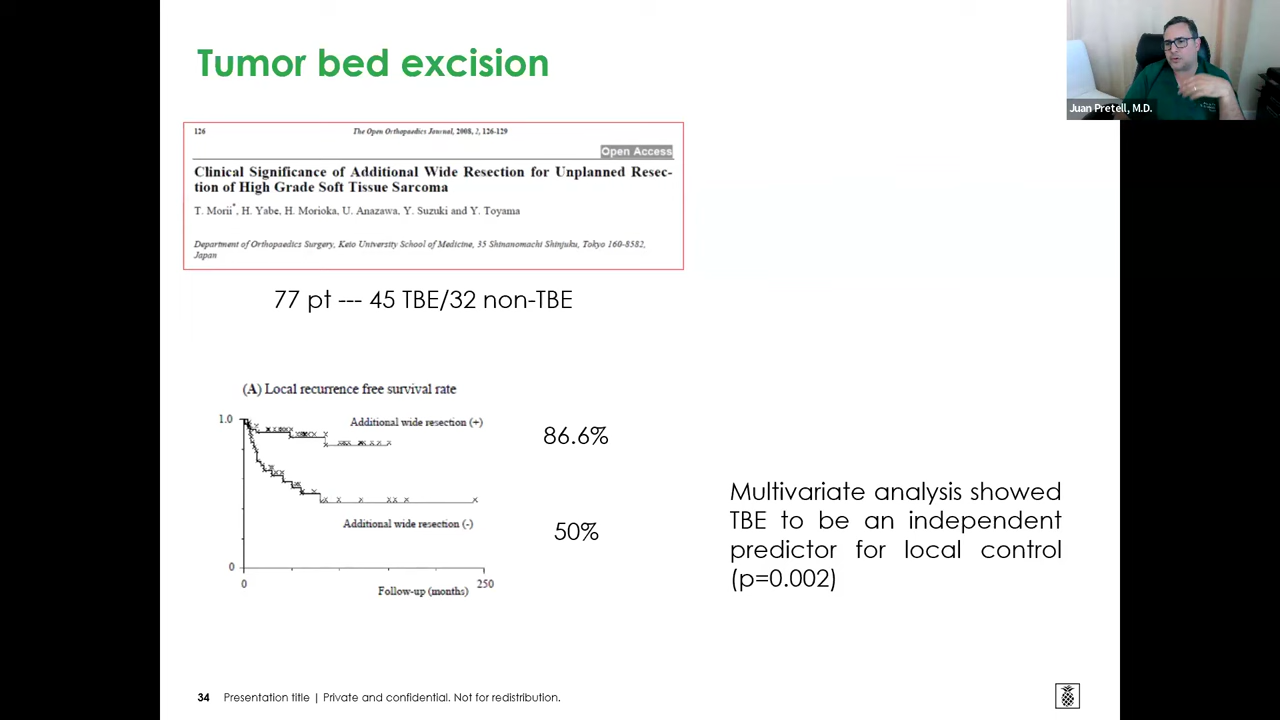 Tumor bed excision
Juan Pretell, M.D.
126 The Open Orthopaedics Journal, 2008, 2, 126-129
Open Access
Clinical Significance of Additional Wide Resection for Unplanned Resec-
tion of High Grade Soft Tissue Sarcoma
T. Morii*, H. Yabe, H. Morioka, U. Anazawa, Y. Suzuki and Y. Toyama
Department of Orthopaedics Surgery, Keio University School of Medicine, 35 Shinanomachi Shinjuku, Tokyo 160-8582,
Japan
77 pt --- 45 TBE/32 non-TBE
(A) Local recurrence free survival rate
1.0
Additional wide resection (+)
86.6%
Additional wide resection (-)
50%
0
0
250
Follow-up (months)
Multivariate analysis showed
TBE to be an independent
predictor for local control
(p=0.002)
34 Presentation title | Private and confidential. Not for redistribution.